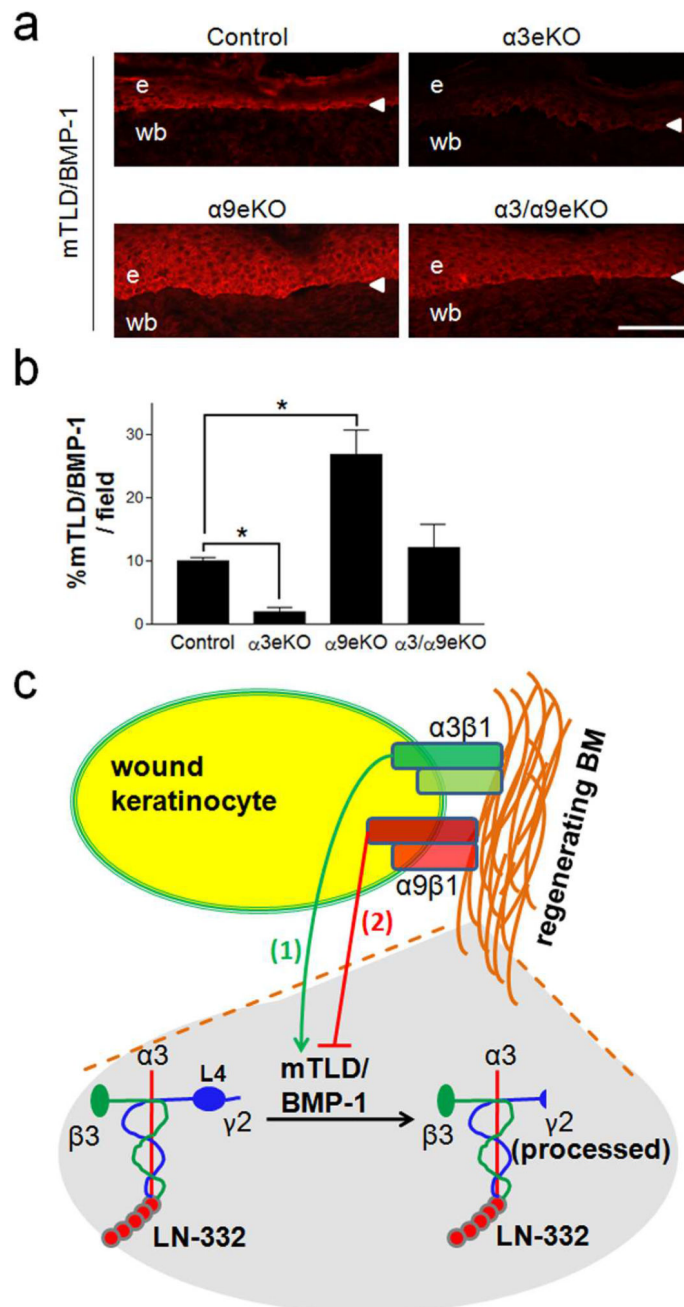 a
Control
α3eKO
mTLD/BMP-1
e
wb
e
wb
α9eKO
α3/α9eKO
e
wb
e
wb
b
%mTLD/BMP-1
/ field
30
20
10
0
*
*
Control
α3eKO
α9eKO
α3/α9eKO
c
wound
keratinocyte
α3β1
α9β1
regenerating BM
(1)
(2)
mTLD/
BMP-1
α3
L4
β3
γ2
LN-332
α3
β3
γ2
(processed)
LN-332